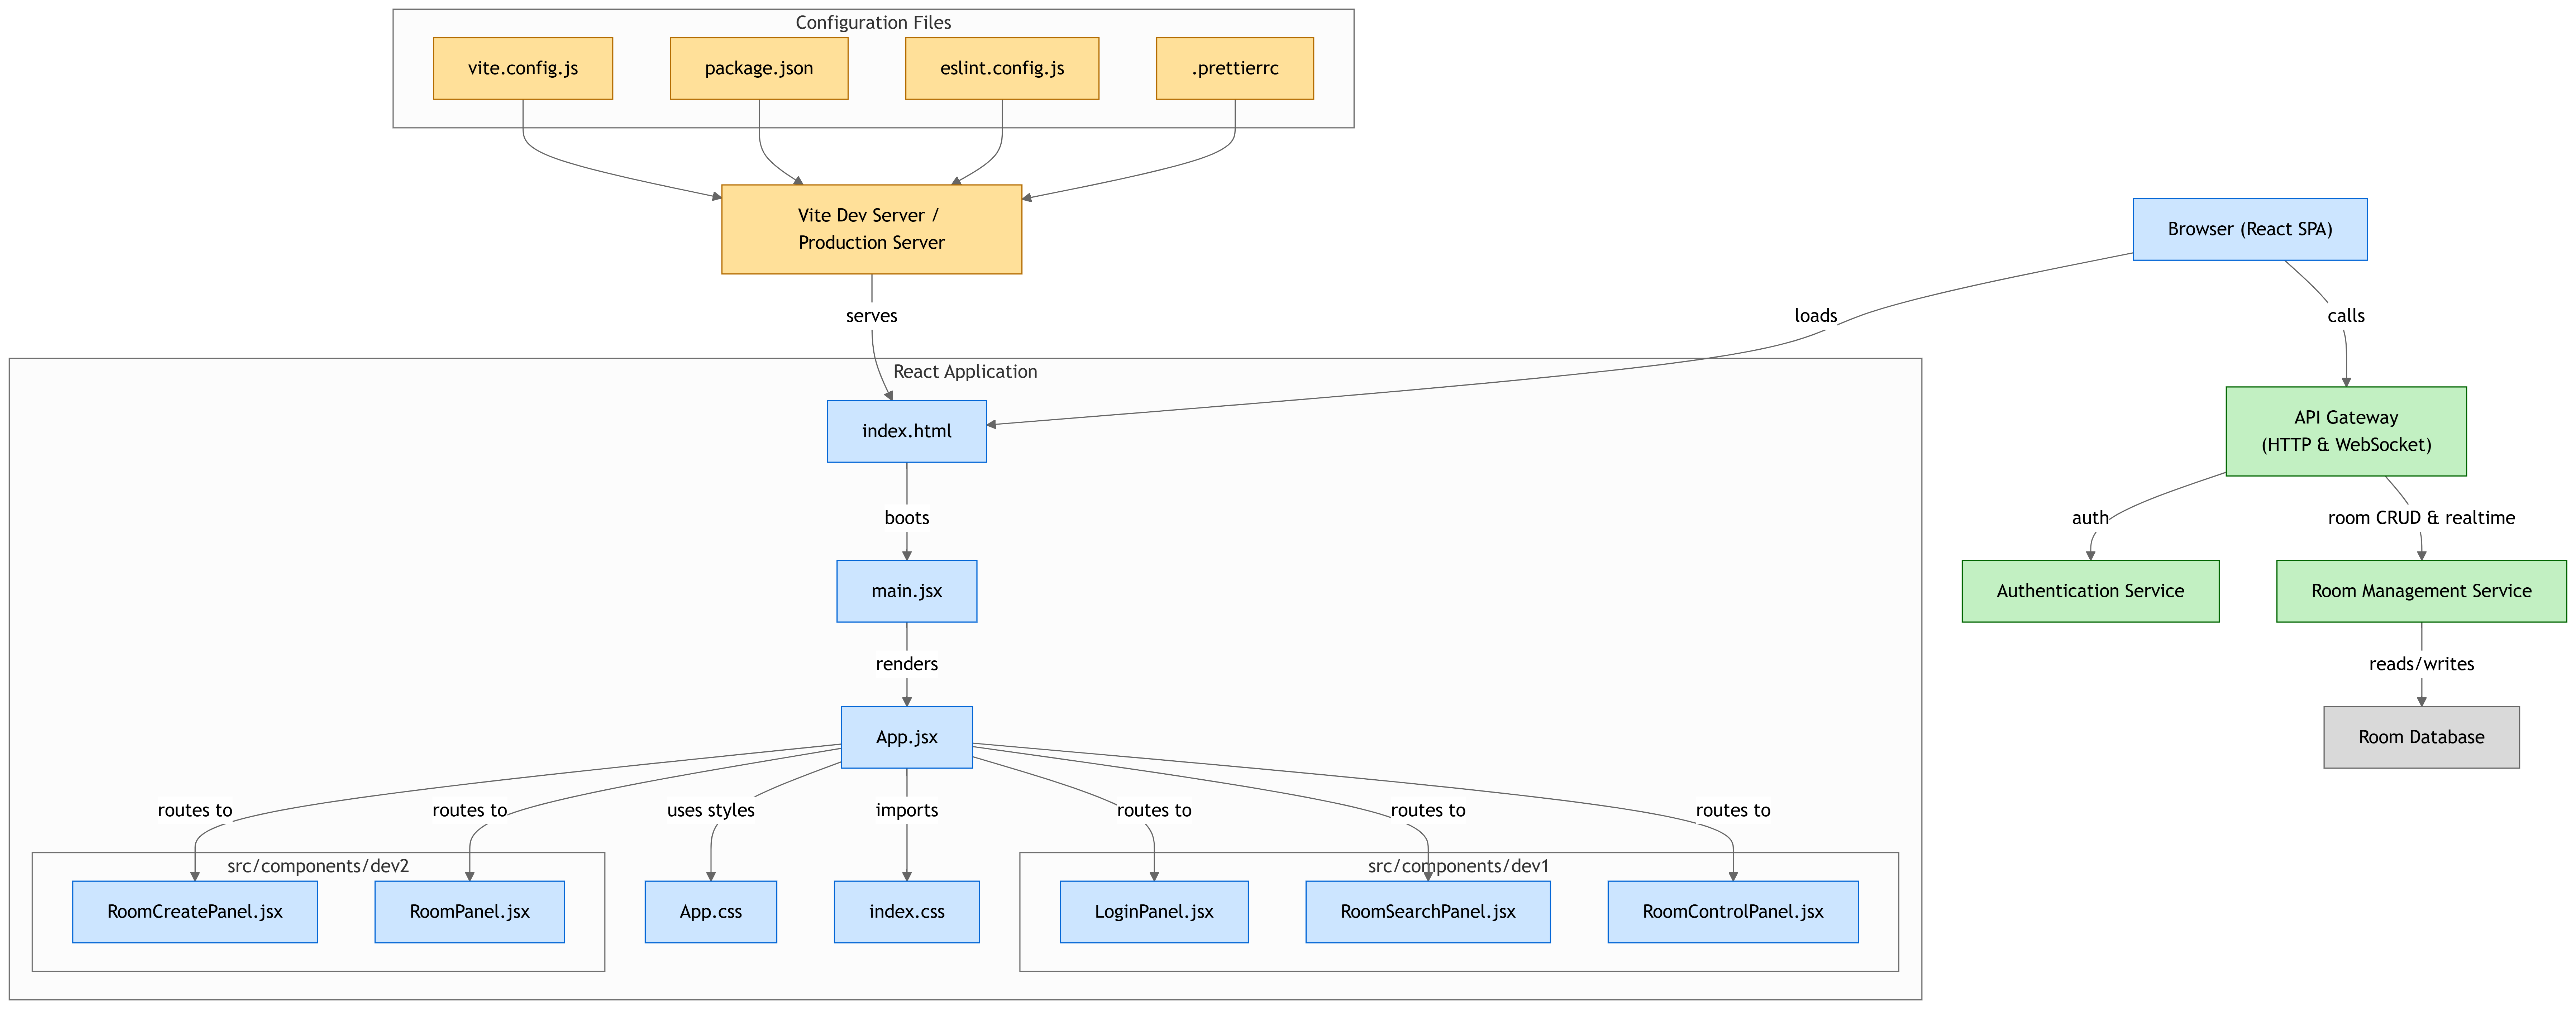 Configuration Files
vite.config.js
package.json
eslint.config.js
.prettierrc
Vite Dev Server /
Production Server
Browser (React SPA)
serves
loads
calls
React Application
index.html
API Gateway
(HTTP & WebSocket)
boots
auth
room CRUD & realtime
main.jsx
Authentication Service
Room Management Service
renders
reads/writes
App.jsx
Room Database
routes to
routes to
uses styles
imports
routes to
routes to
routes to
src/components/dev2
src/components/dev1
RoomCreatePanel.jsx
RoomPanel.jsx
App.css
index.css
LoginPanel.jsx
RoomSearchPanel.jsx
RoomControlPanel.jsx